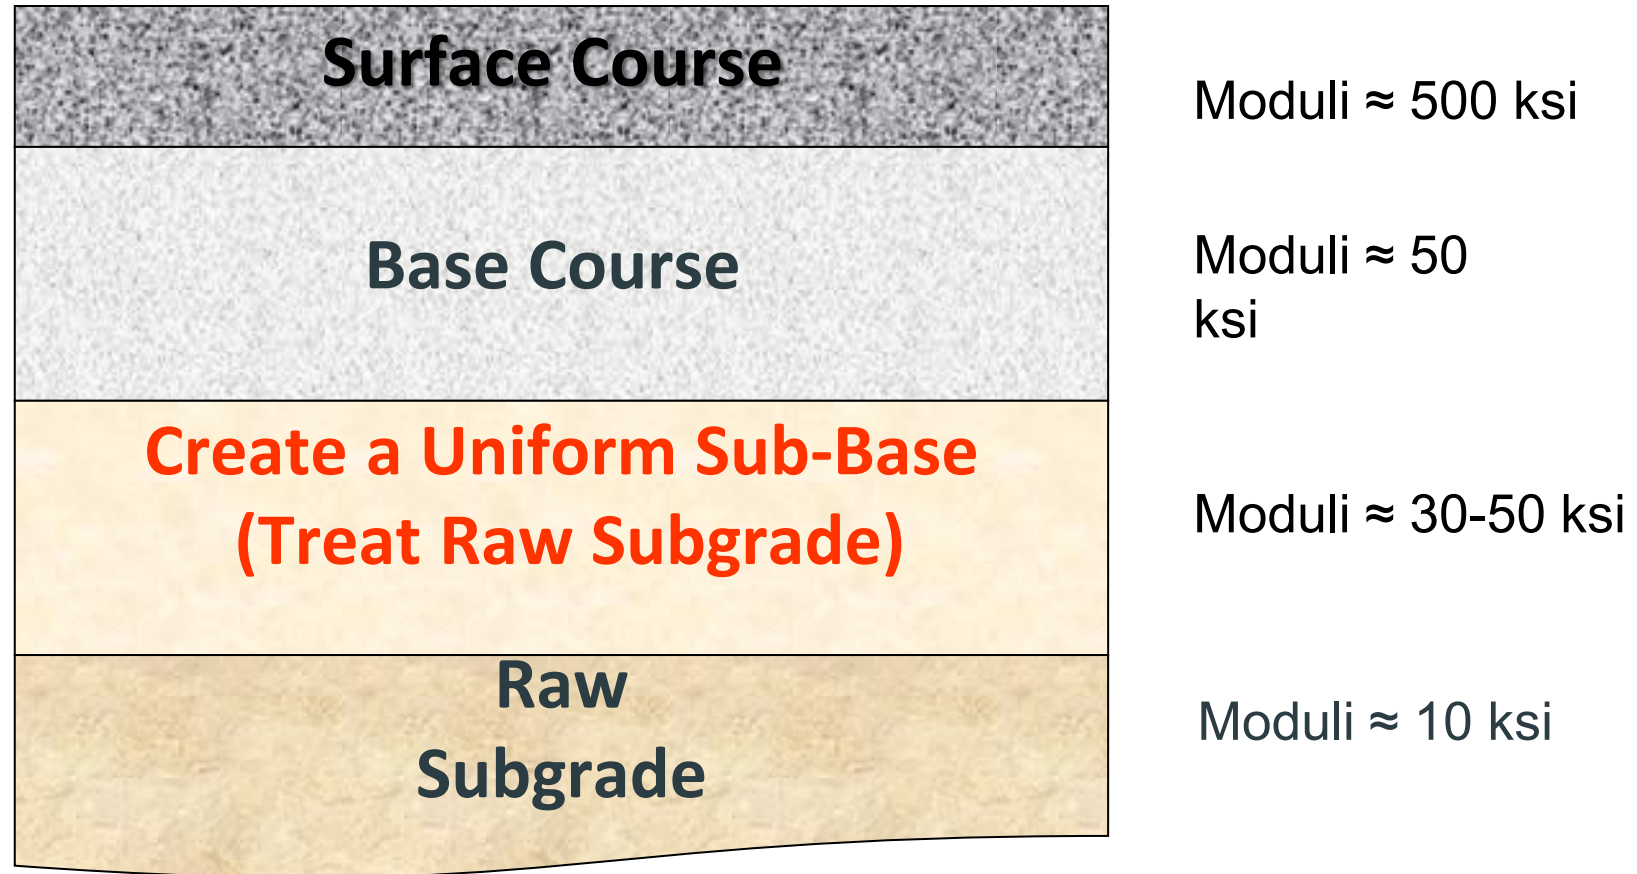 Surface Course
Moduli ≈ 500 ksi
Base Course
Moduli ≈ 50
ksi
Create a Uniform Sub-Base
(Treat Raw Subgrade)
Moduli ≈ 30-50 ksi
Raw
Subgrade
Moduli ≈ 10 ksi